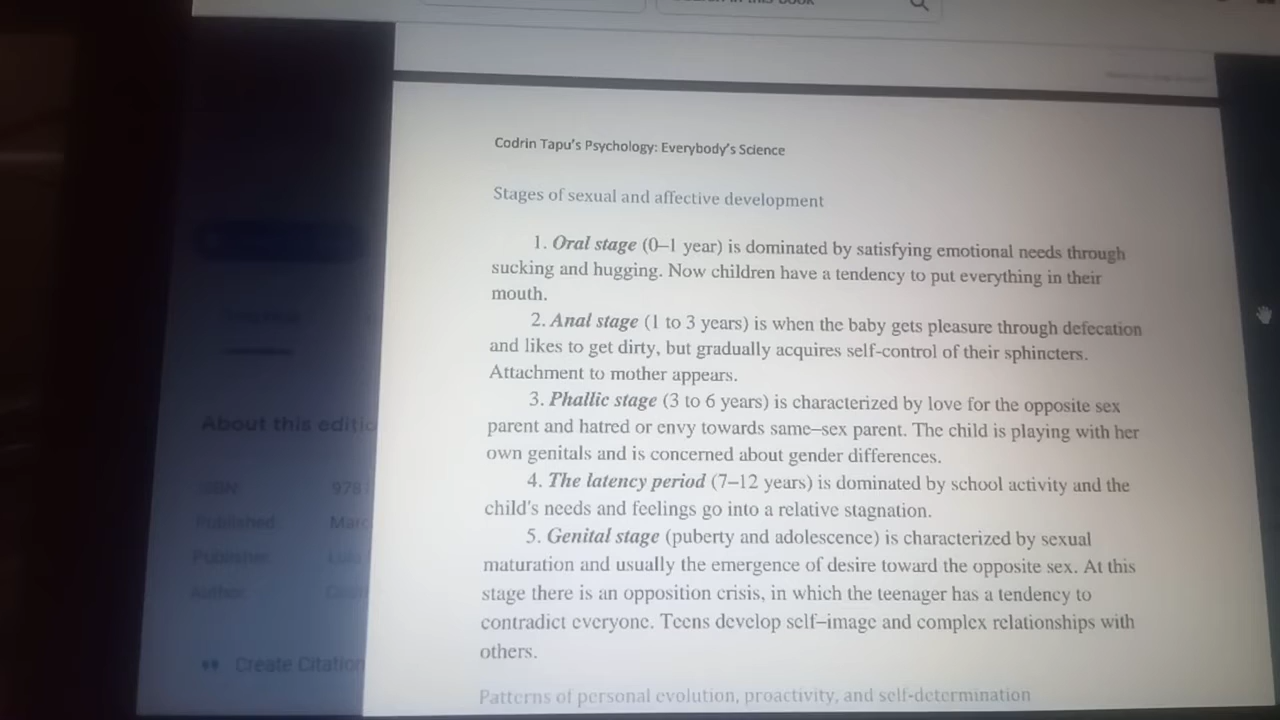 Codrin Tapu's Psychology: Everybody's Science
Stages of sexual and affective development
1. Oral stage (0–1 year) is dominated by satisfying emotional needs through
sucking and hugging. Now children have a tendency to put everything in their
mouth.
2. Anal stage (1 to 3 years) is when the baby gets pleasure through defecation
and likes to get dirty, but gradually acquires self-control of their sphincters.
Attachment to mother appears.
3. Phallic stage (3 to 6 years) is characterized by love for the opposite sex
parent and hatred or envy towards same–sex parent. The child is playing with her
own genitals and is concerned about gender differences.
4. The latency period (7–12 years) is dominated by school activity and the
child's needs and feelings go into a relative stagnation.
5. Genital stage (puberty and adolescence) is characterized by sexual
maturation and usually the emergence of desire toward the opposite sex. At this
stage there is an opposition crisis, in which the teenager has a tendency to
contradict everyone. Teens develop self–image and complex relationships with
others.
Patterns of personal evolution, proactivity, and self-determination
About this editio
ISBN 978
Published Marc
Publisher
Author
Create Citation